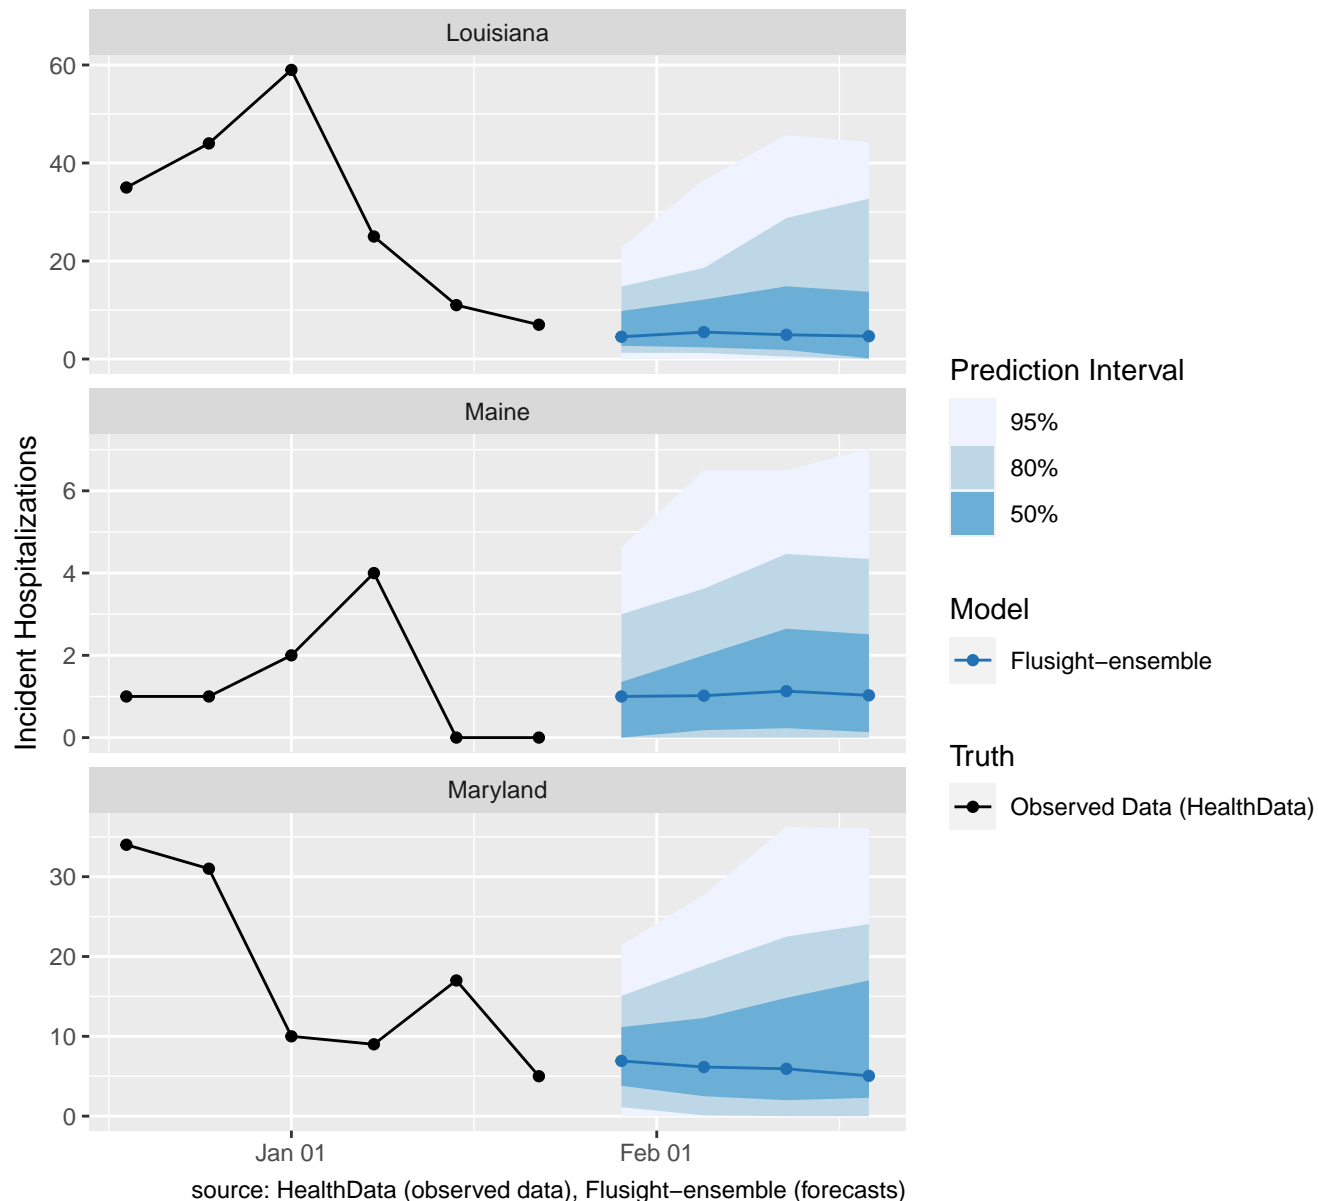 Louisiana
60
40
20
0
Maine
6
4
2
0
Maryland
30
20
10
0
Incident Hospitalizations
Jan 01
Feb 01
source: HealthData (observed data), Flusight−ensemble (forecasts)
Prediction Interval
95%
80%
50%
Model
Flusight−ensemble
Truth
Observed Data (HealthData)